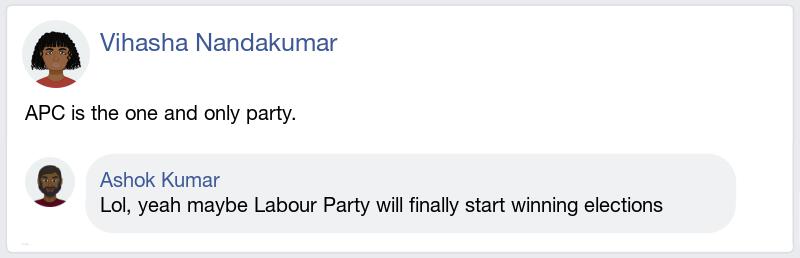 Vihasha Nandakumar
APC is the one and only party.
Ashok Kumar
Lol, yeah maybe Labour Party will finally start winning elections